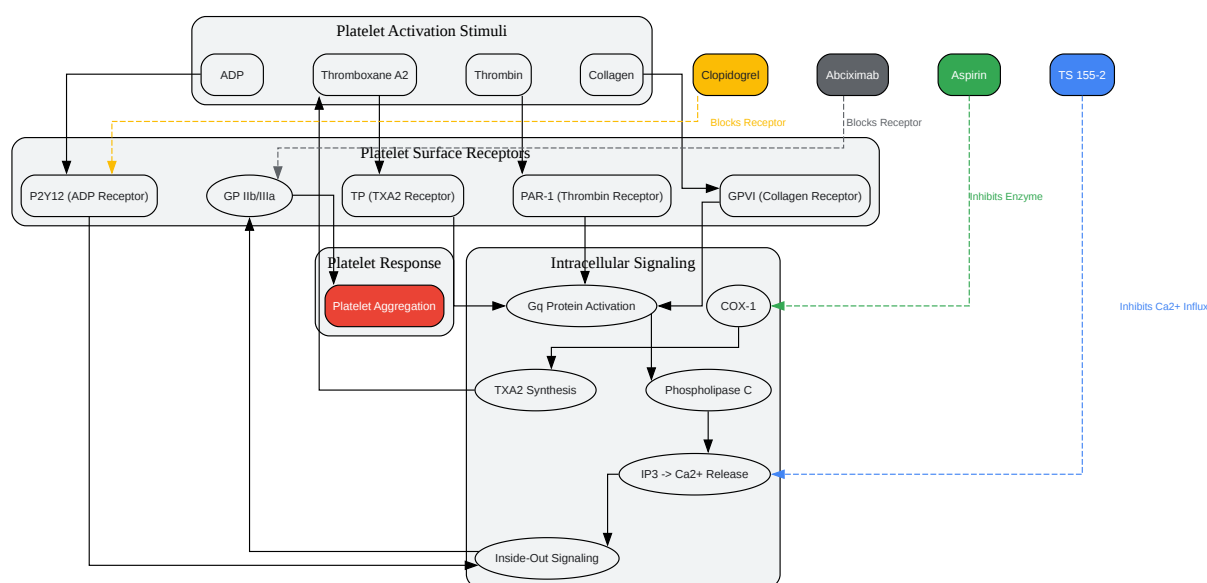 Platelet Activation Stimuli
ADP
Thromboxane A2
Thrombin
Collagen
Clopidogrel
Abciximab
Aspirin
TS 155-2
Blocks Receptor
Blocks Receptor
Platelet Surface Receptors
P2Y12 (ADP Receptor)
GP IIb/IIIa
TP (TXA2 Receptor)
PAR-1 (Thrombin Receptor)
GPVI (Collagen Receptor)
Inhibits Enzyme
Platelet Response
Intracellular Signaling
Platelet Aggregation
Gq Protein Activation
COX-1
Inhibits Ca2+ Influx
TXA2 Synthesis
Phospholipase C
IP3 -> Ca2+ Release
Inside-Out Signaling